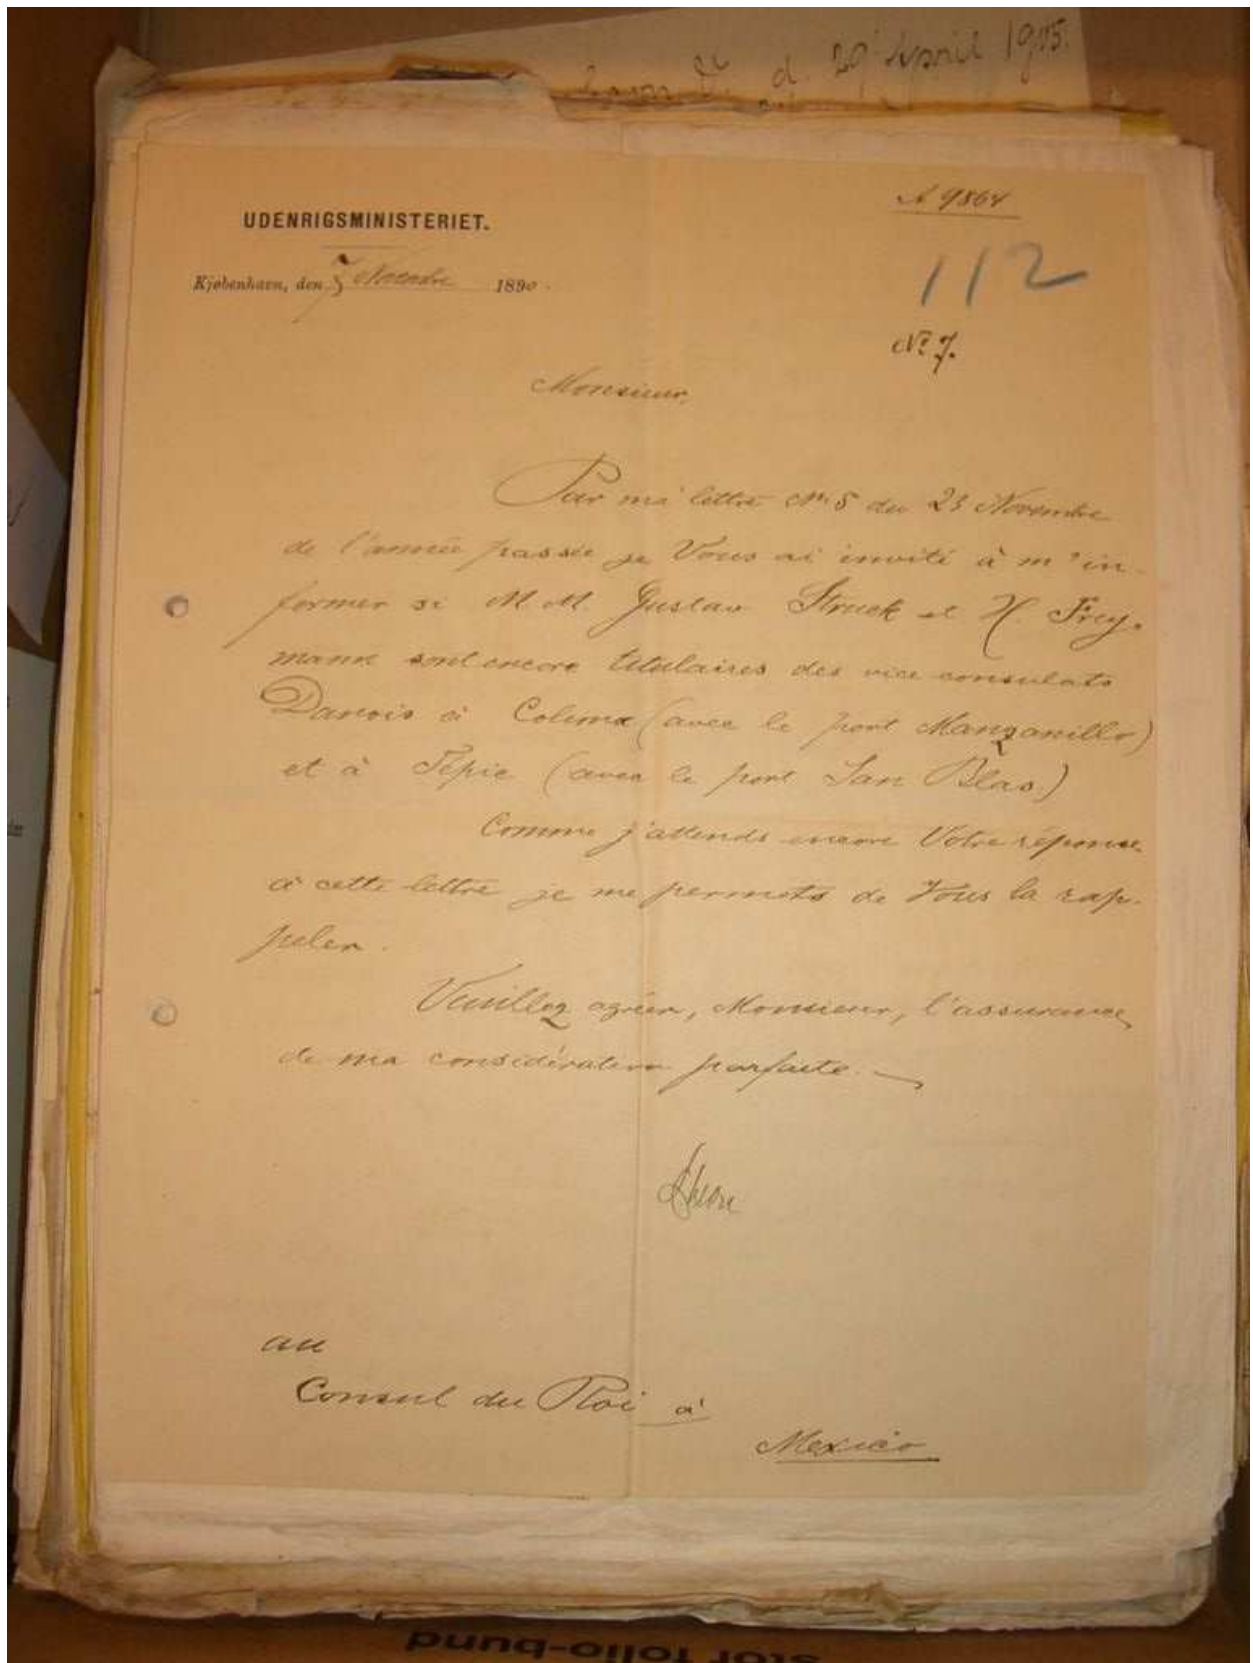 d. 29 April 1905.
A 9864
UDENRIGSMINISTERIET.
112
Kjøbenhavn, den Novembre 1890.
No. 7.
Monsieur,
Par ma lettre No. 5 du 23 Novembre
de l'année passée je Vous ai invité à m'in-
former si M.M. Gustav Struck et H. Frey-
mann sont encore titulaires des vice consulats
Danois à Colima (avec le port Manzanillo)
et à Tepic (avec le port San Blas.)
Comme j'attends encore Votre réponse
à cette lettre je me permets de Vous la rap-
peler.
Veuillez agréer, Monsieur, l'assurance
de ma considération parfaite.
au
Consul du Roi à
Mexico
stor folio-bund